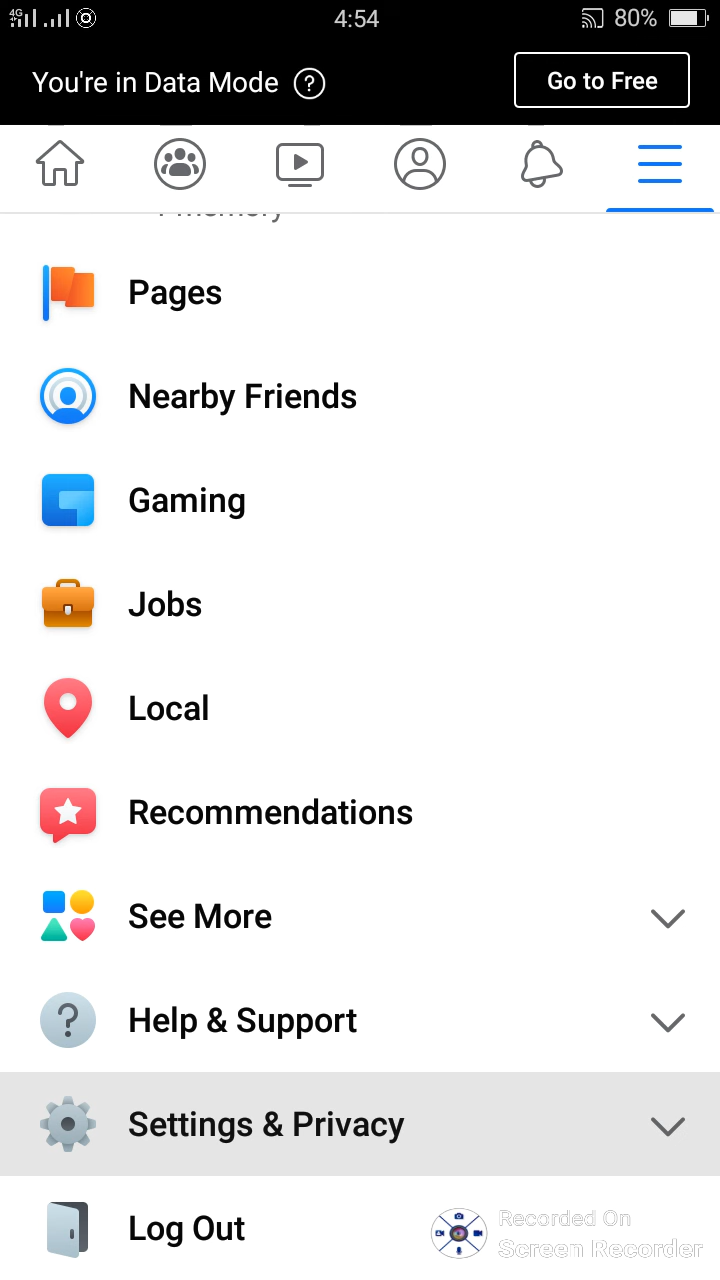 4G
4:54
80%
You're in Data Mode ?
Go to Free
Pages
Nearby Friends
Gaming
Jobs
Local
Recommendations
See More
Help & Support
Settings & Privacy
Log Out
Recorded On
Screen Recorder